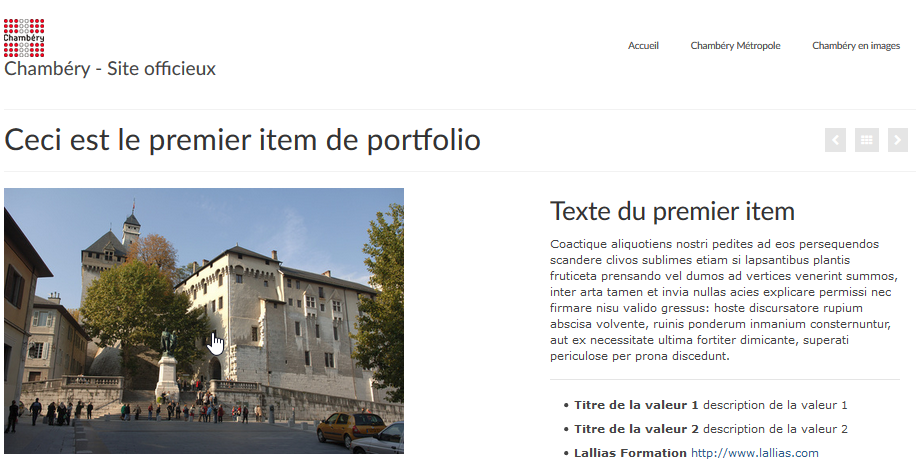 Chambéry
Chambéry - Site officieux
Accueil Chambéry Métropole Chambéry en images
Ceci est le premier item de portfolio
Texte du premier item
Coactique aliquotiens nostri pedites ad eos persequendos
scandere clivos sublimes etiam si lapsantibus plantis
fruticeta prensando vel dumos ad vertices venerint summos,
inter arta tamen et invia nullas acies explicare permissi nec
firmare nisu valido gressus: hoste discursatore rupium
abscisa volvente, ruinis ponderum inmanium consternuntur,
aut ex necessitate ultima fortiter dimicante, superati
periculose per prona discedunt.
• Titre de la valeur 1 description de la valeur 1
• Titre de la valeur 2 description de la valeur 2
• Lallias Formation http://www.lallias.com